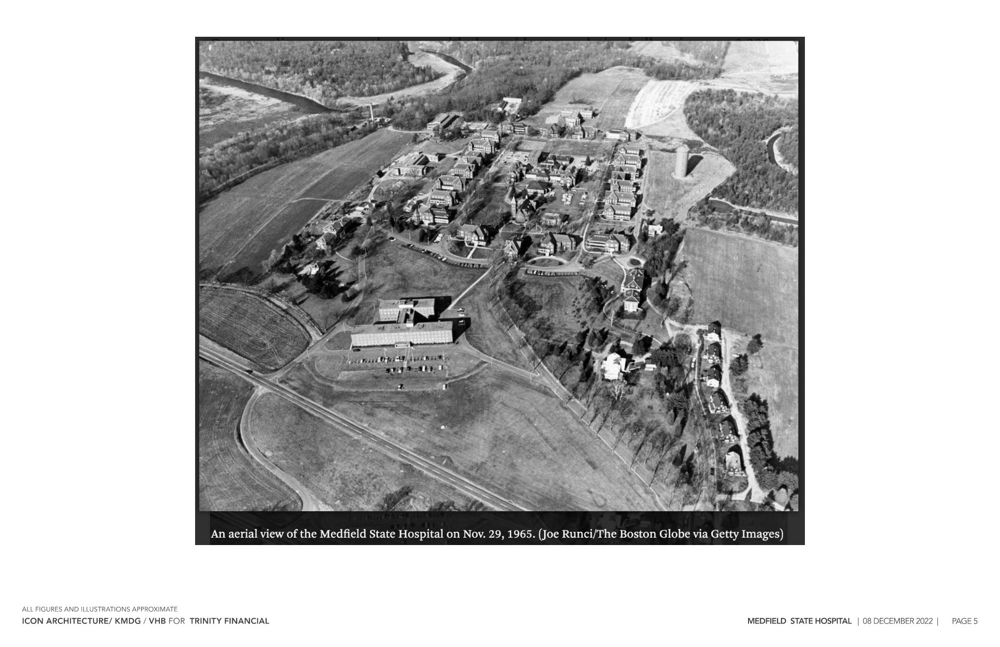 An aerial view of the Medfield State Hospital on Nov. 29, 1965. (Joe Runci/The Boston Globe via Getty Images)
ALL FIGURES AND ILLUSTRATIONS APPROXIMATE
ICON ARCHITECTURE/ KMDG / VHB FOR TRINITY FINANCIAL
MEDFIELD STATE HOSPITAL | 08 DECEMBER 2022 | PAGE 5